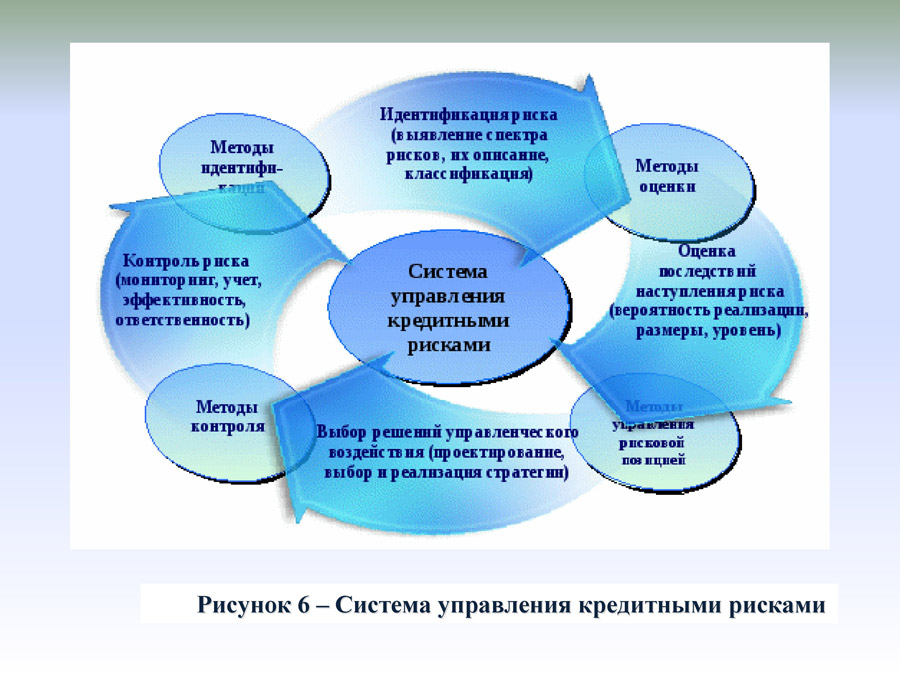 Идентификация риска
(выявление спектра
рисков, их описание,
классификация)
Методы
идентифи-
кации
Методы
оценки
Контроль риска
(мониторинг, учет,
эффективность,
ответственность)
Система
управления
кредитными
рисками
Оценка
последствий
наступления риска
(вероятность реализации,
размеры, уровень)
Методы
контроля
Выбор решений управленческого
воздействия (проектирование,
выбор и реализация стратегии)
Методы
управления
рисковой
позицией
Рисунок 6 – Система управления кредитными рисками